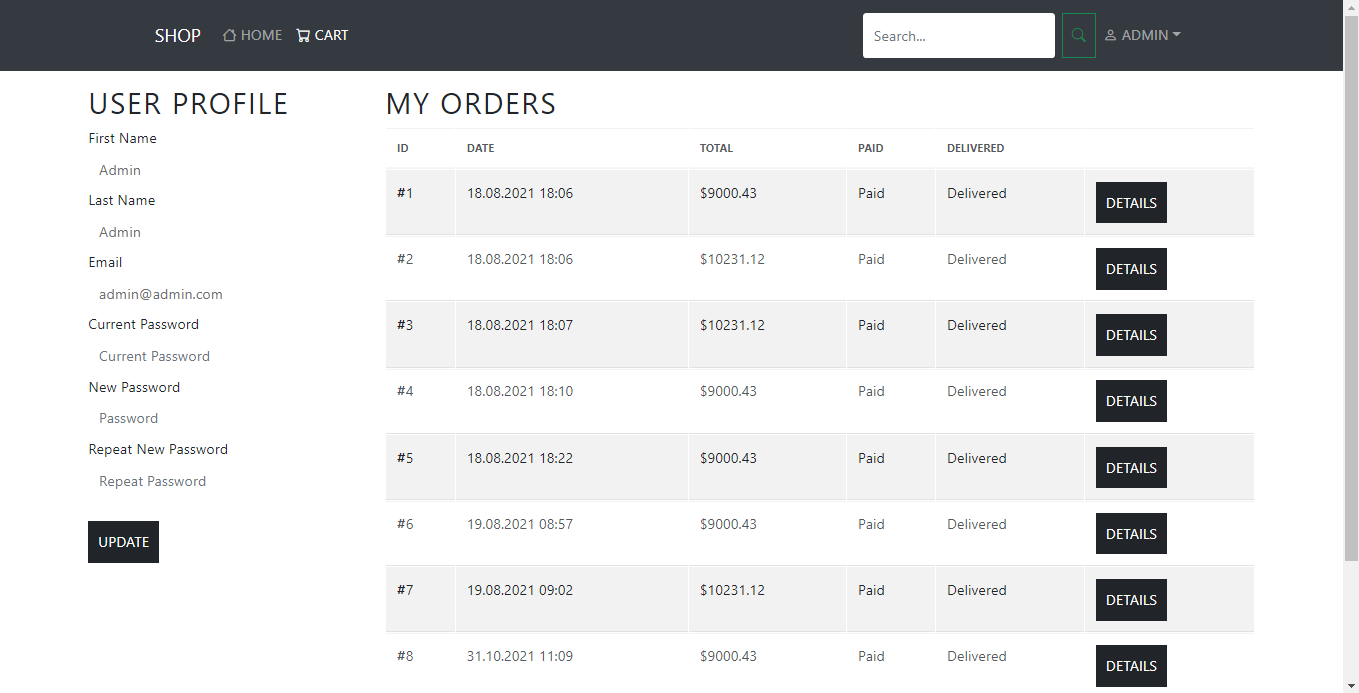 SHOP HOME CART Search... ADMIN
USER PROFILE
First Name
Admin
Last Name
Admin
Email
admin@admin.com
Current Password
Current Password
New Password
Password
Repeat New Password
Repeat Password
UPDATE
MY ORDERS
ID DATE TOTAL PAID DELIVERED
#1 18.08.2021 18:06 $9000.43 Paid Delivered DETAILS
#2 18.08.2021 18:06 $10231.12 Paid Delivered DETAILS
#3 18.08.2021 18:07 $10231.12 Paid Delivered DETAILS
#4 18.08.2021 18:10 $9000.43 Paid Delivered DETAILS
#5 18.08.2021 18:22 $9000.43 Paid Delivered DETAILS
#6 19.08.2021 08:57 $9000.43 Paid Delivered DETAILS
#7 19.08.2021 09:02 $10231.12 Paid Delivered DETAILS
#8 31.10.2021 11:09 $9000.43 Paid Delivered DETAILS